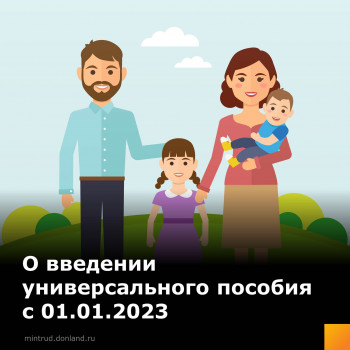 О введении
универсального пособия
с 01.01.2023
mintrud.donland.ru